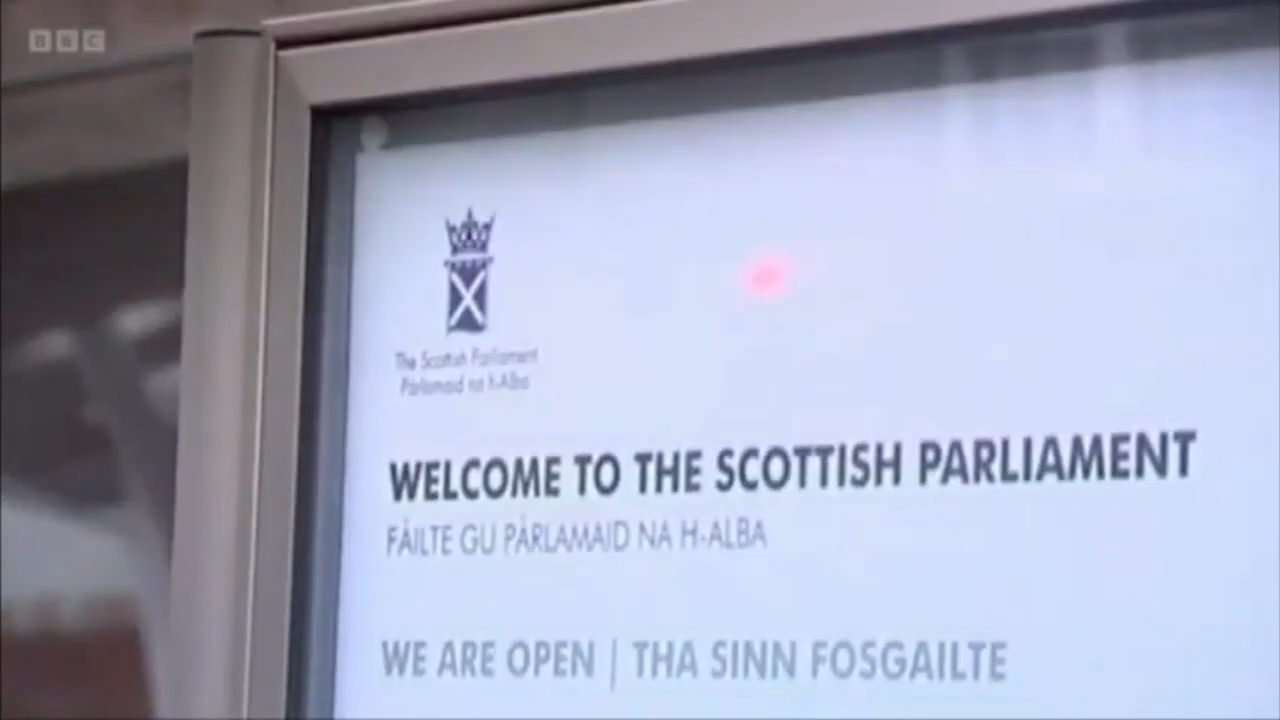 BBC
The Scottish Parliament
Pàrlamaid na h-Alba
WELCOME TO THE SCOTTISH PARLIAMENT
FÀILTE GU PÀRLAMAID NA H-ALBA
WE ARE OPEN | THA SINN FOSGAILTE